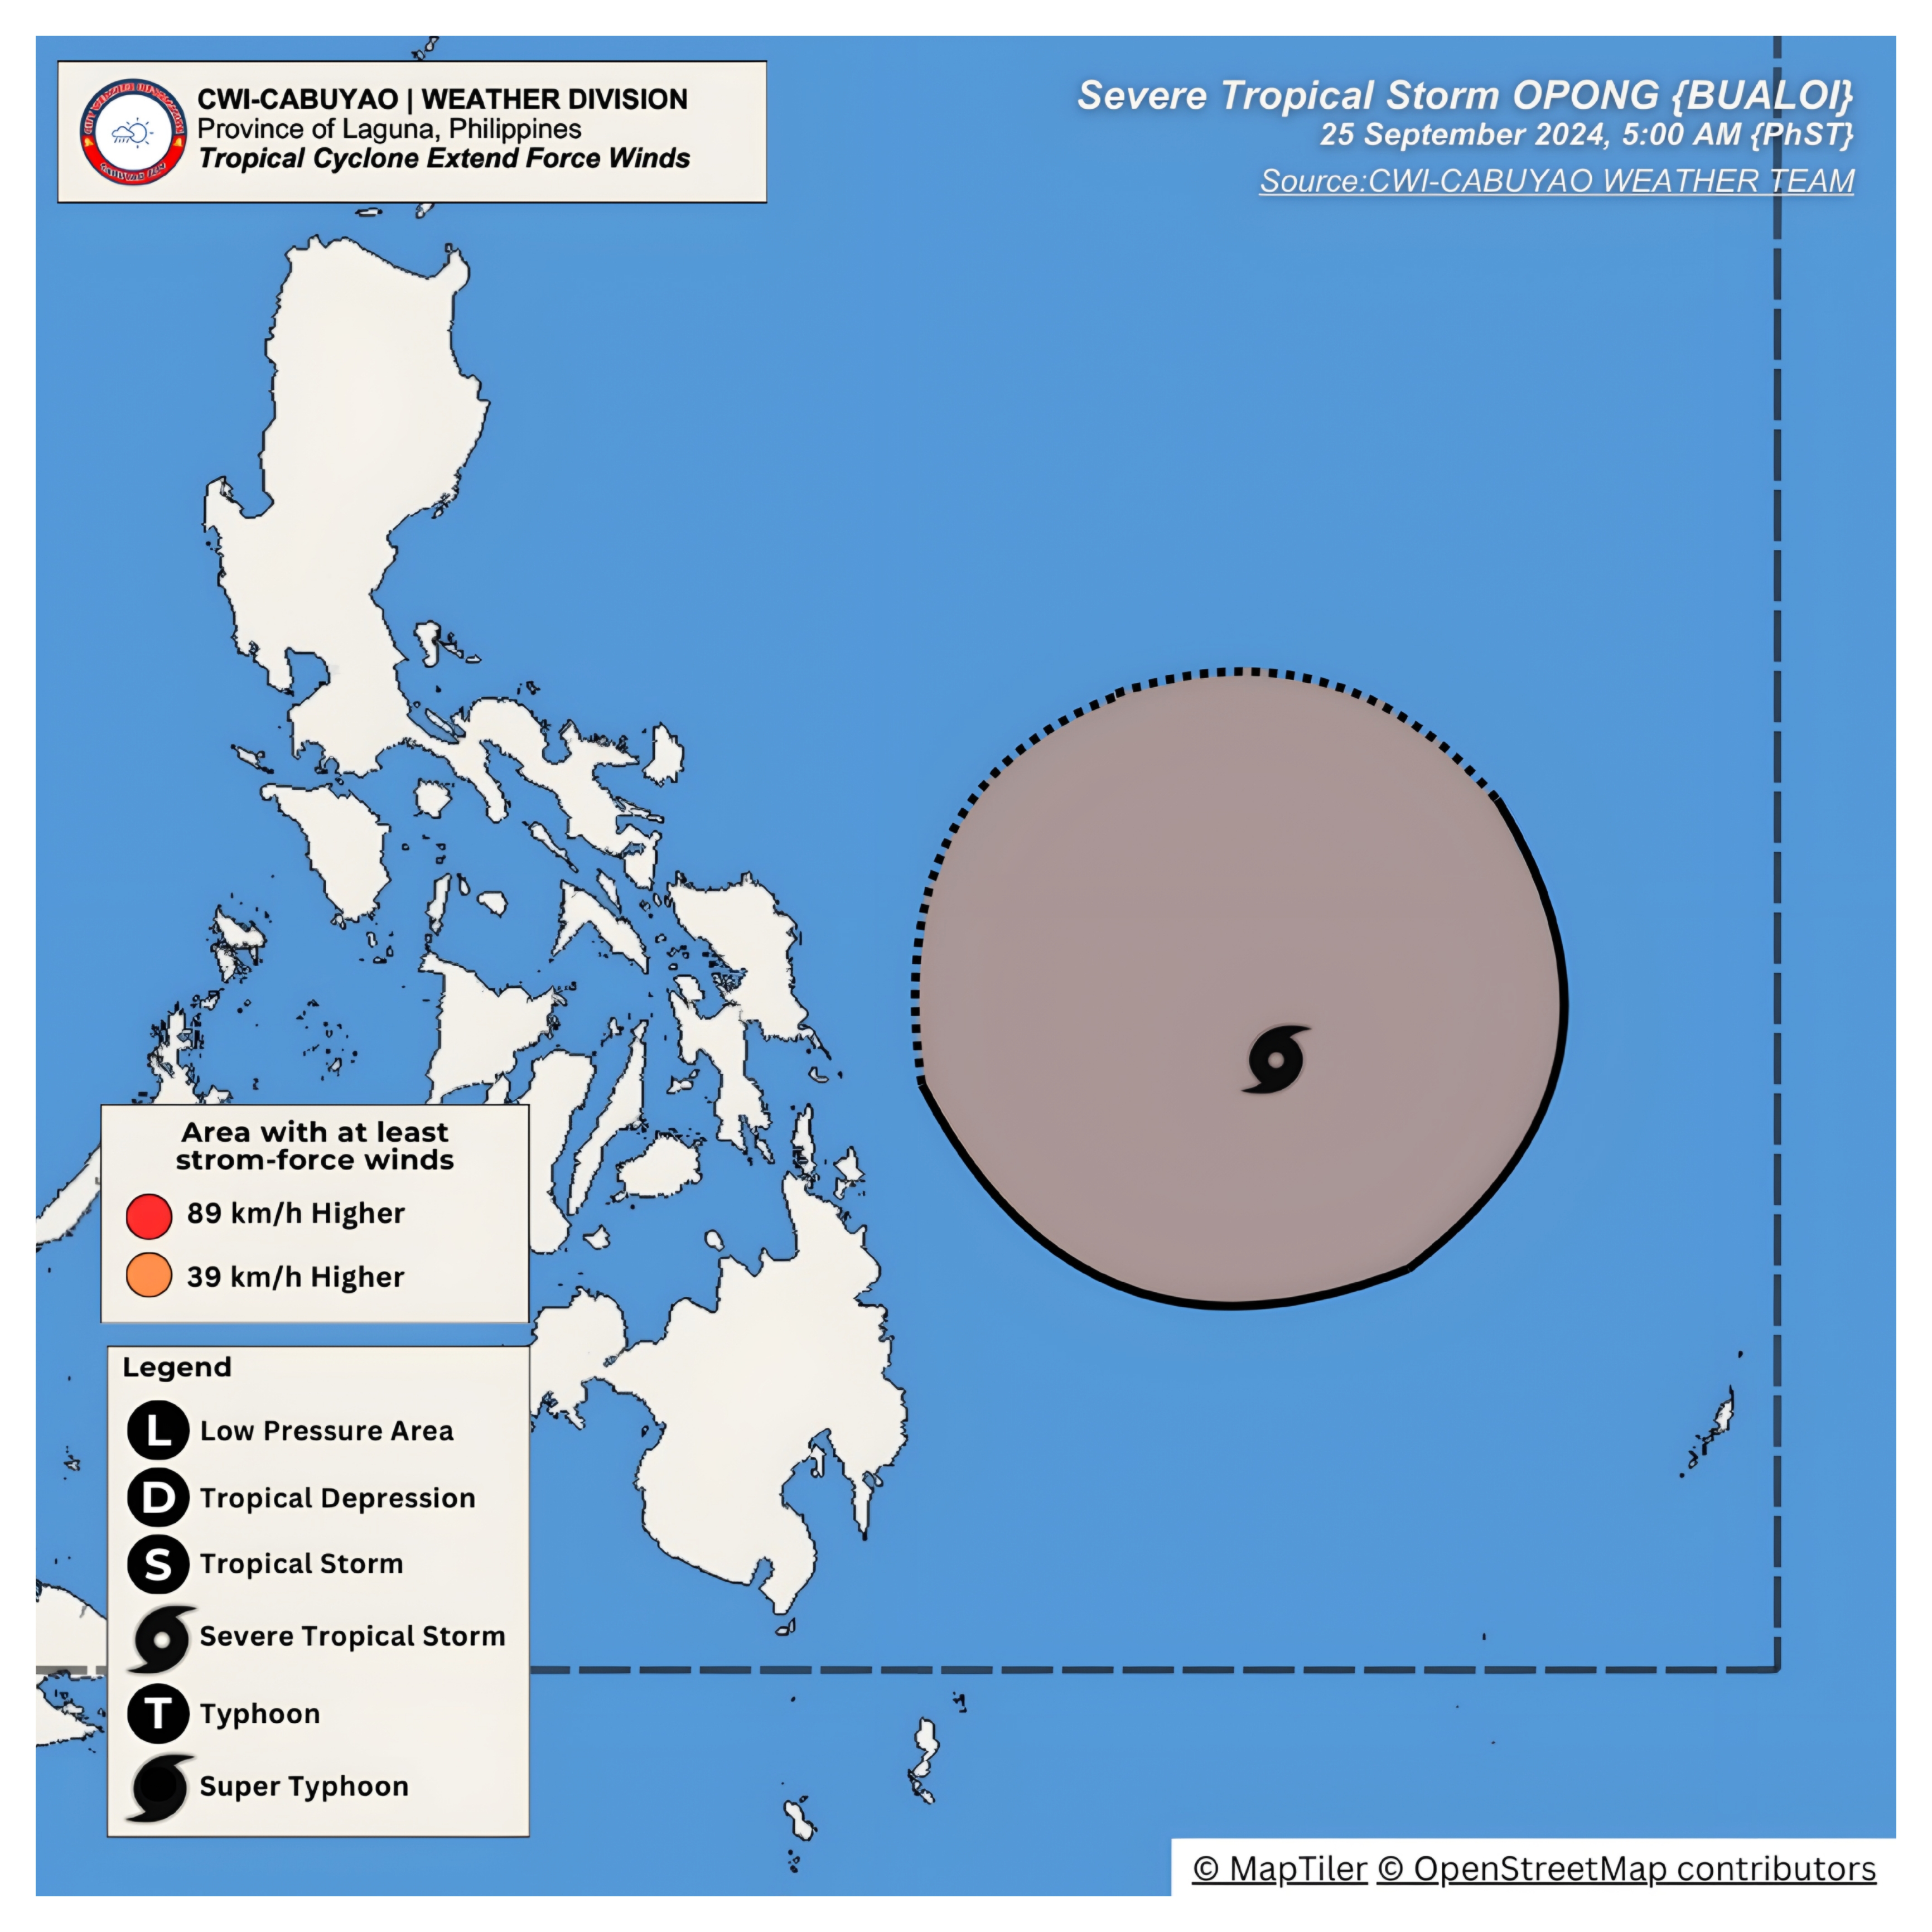 CWI-CABUYAO | WEATHER DIVISION
Province of Laguna, Philippines
Tropical Cyclone Extend Force Winds
Severe Tropical Storm OPONG {BUALOI}
25 September 2024, 5:00 AM {PhST}
Source:CWI-CABUYAO WEATHER TEAM
Area with at least
strom-force winds
89 km/h Higher
39 km/h Higher
Legend
L Low Pressure Area
D Tropical Depression
S Tropical Storm
Severe Tropical Storm
T Typhoon
Super Typhoon
© MapTiler © OpenStreetMap contributors